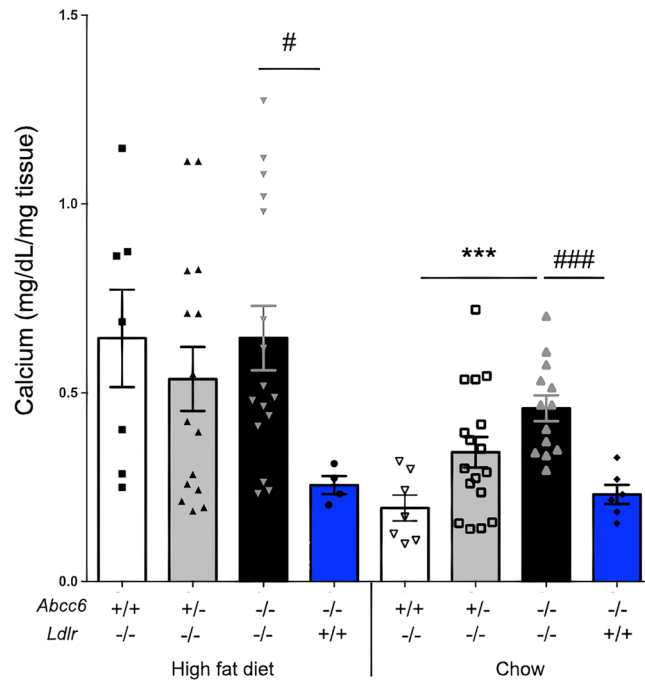 1.5
#
1.0
***
###
0.5
0.0
Calcium (mg/dL/mg tissue)
Abcc6 +/+ +/- -/- -/- +/+ +/- -/- -/-
Ldlr -/- -/- -/- +/+ -/- -/- -/- +/+
High fat diet Chow